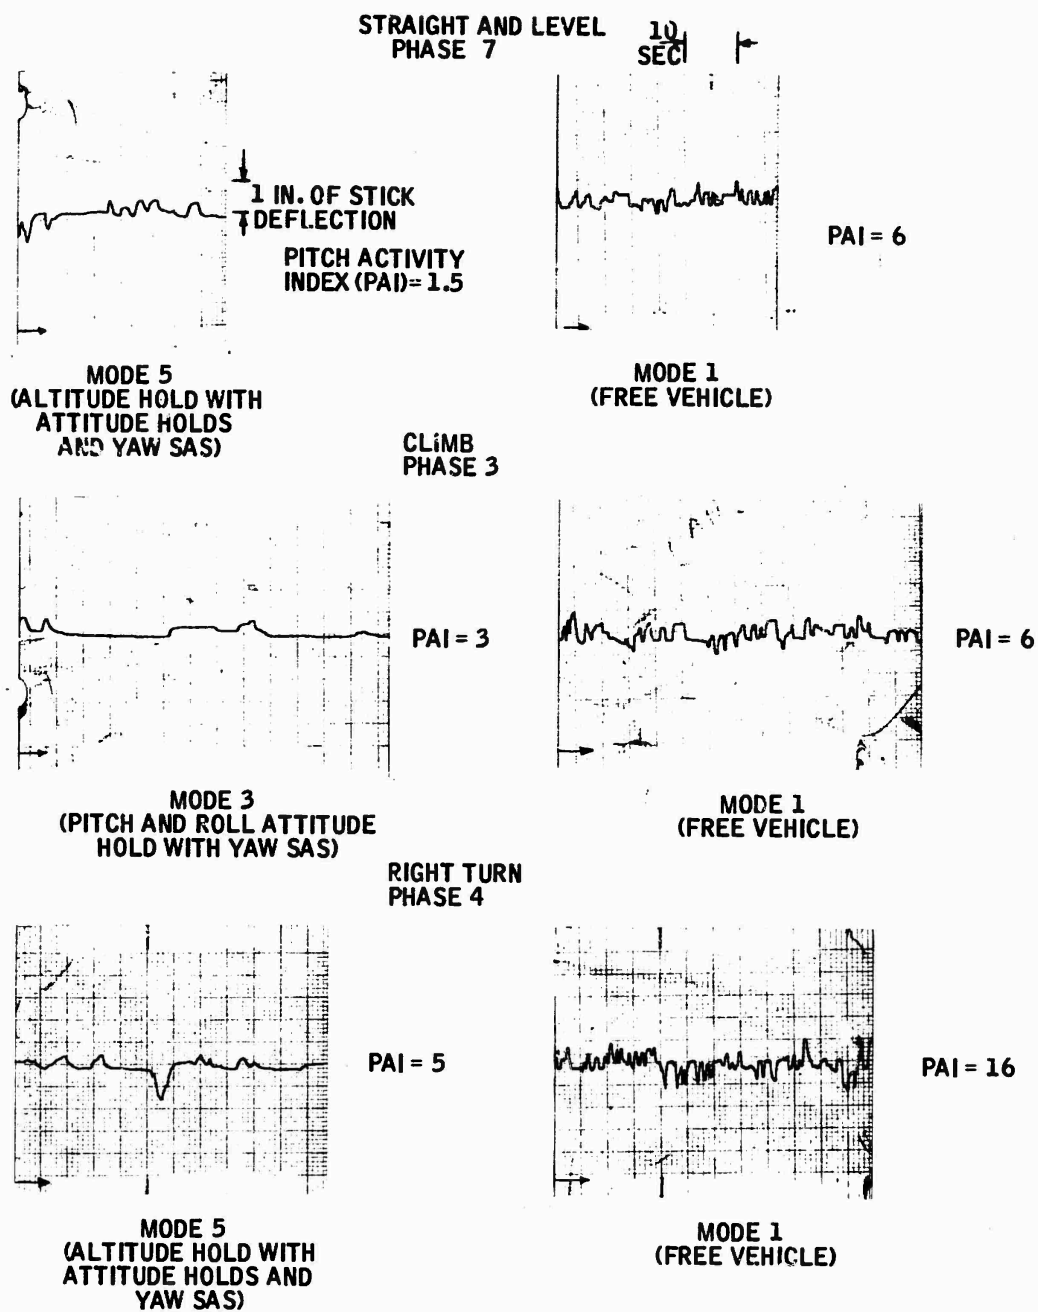 STRAIGHT AND LEVEL
PHASE 7
10
SEC
1 IN. OF STICK
DEFLECTION
PITCH ACTIVITY
INDEX (PAI)= 1.5
PAI = 6
MODE 5
(ALTITUDE HOLD WITH
ATTITUDE HOLDS
AND YAW SAS)
MODE 1
(FREE VEHICLE)
CLiMB
PHASE 3
PAI = 3
PAI = 6
MODE 3
(PITCH AND ROLL ATTITUDE
HOLD WITH YAW SAS)
MODE 1
(FREE VEHICLE)
RIGHT TURN
PHASE 4
PAI = 5
PAI = 16
MODE 5
(ALTITUDE HOLD WITH
ATTITUDE HOLDS AND
YAW SAS)
MODE 1
(FREE VEHICLE)